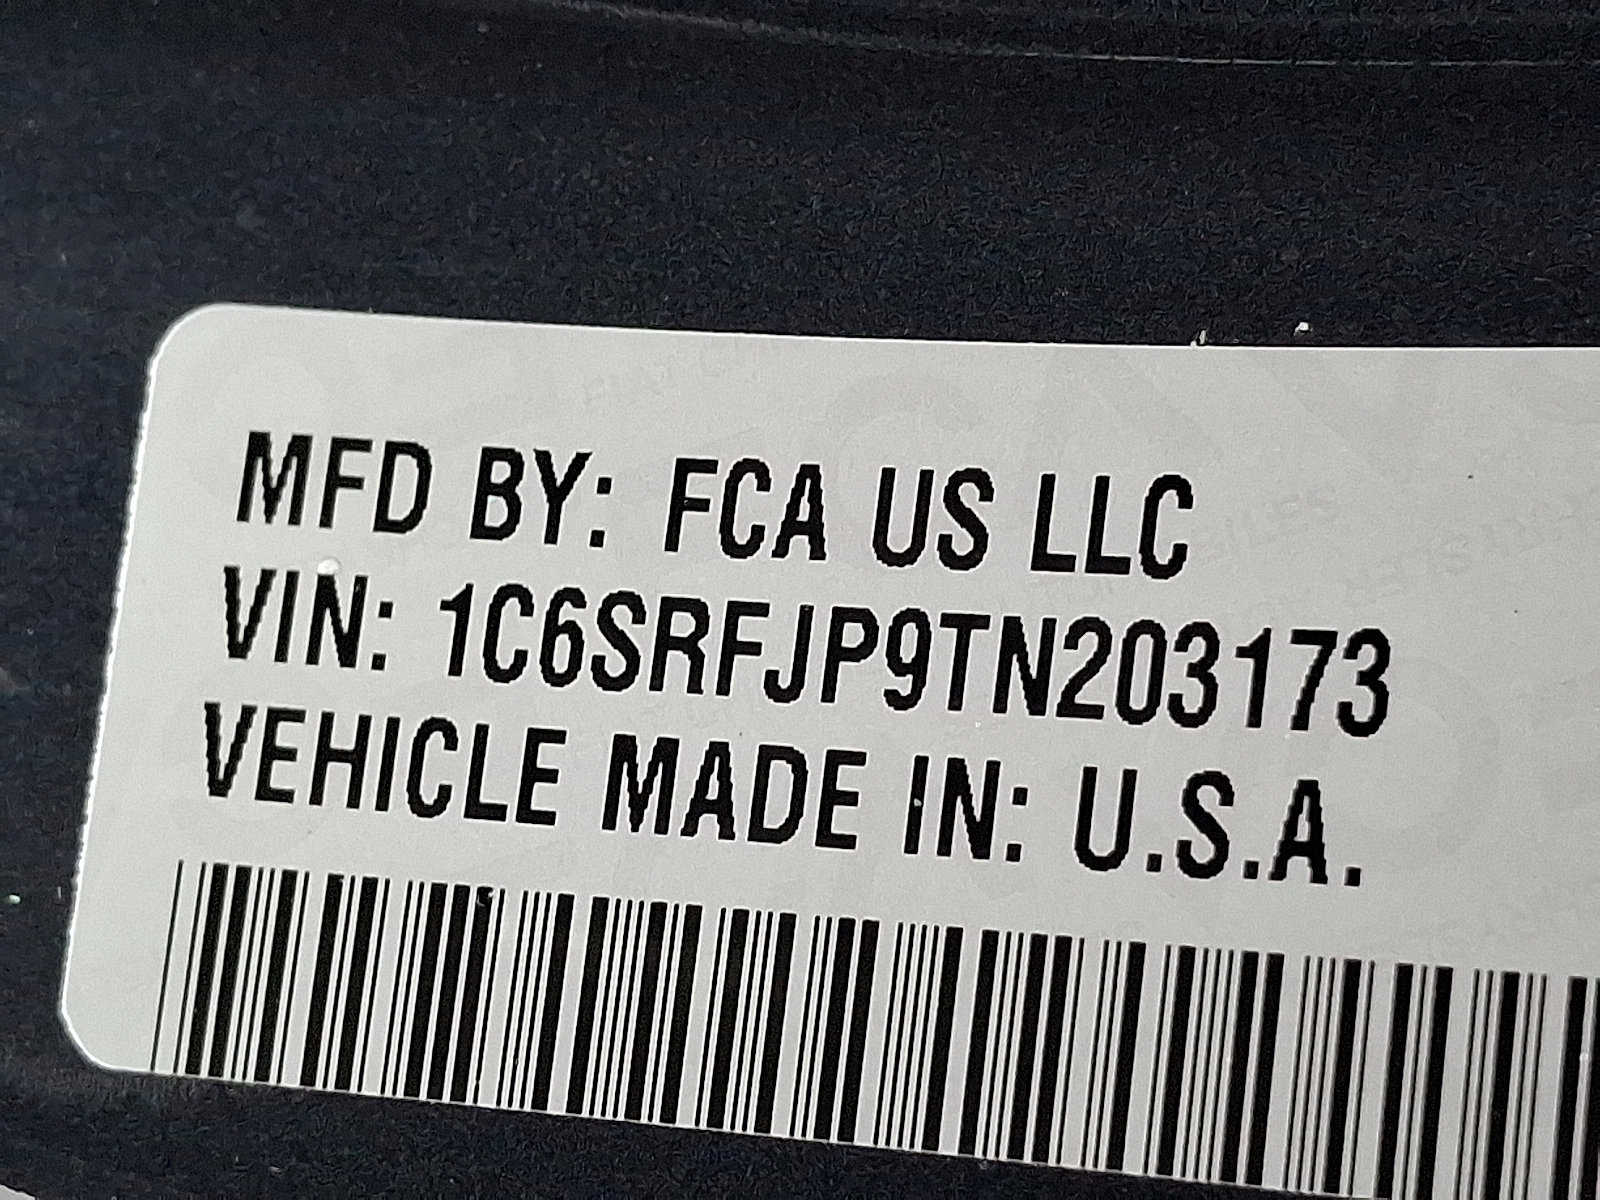 MFD BY: FCA US LLC
VIN: 1C6SRFJP9TN203173
VEHICLE MADE IN: U.S.A.